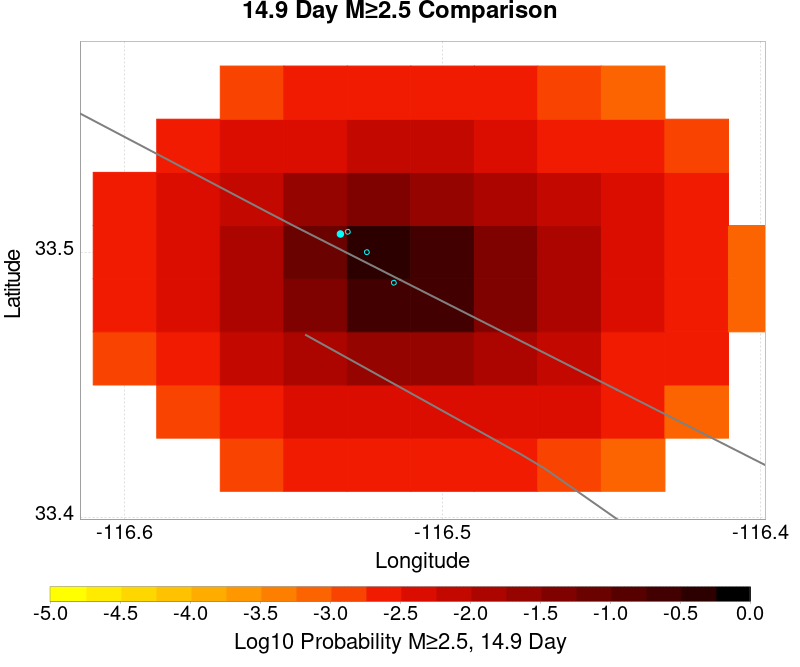 14.9 Day M≥2.5 Comparison
Latitude
33.5
33.4
-116.6 -116.5 -116.4
Longitude
-5.0 -4.5 -4.0 -3.5 -3.0 -2.5 -2.0 -1.5 -1.0 -0.5 0.0
Log10 Probability M≥2.5, 14.9 Day